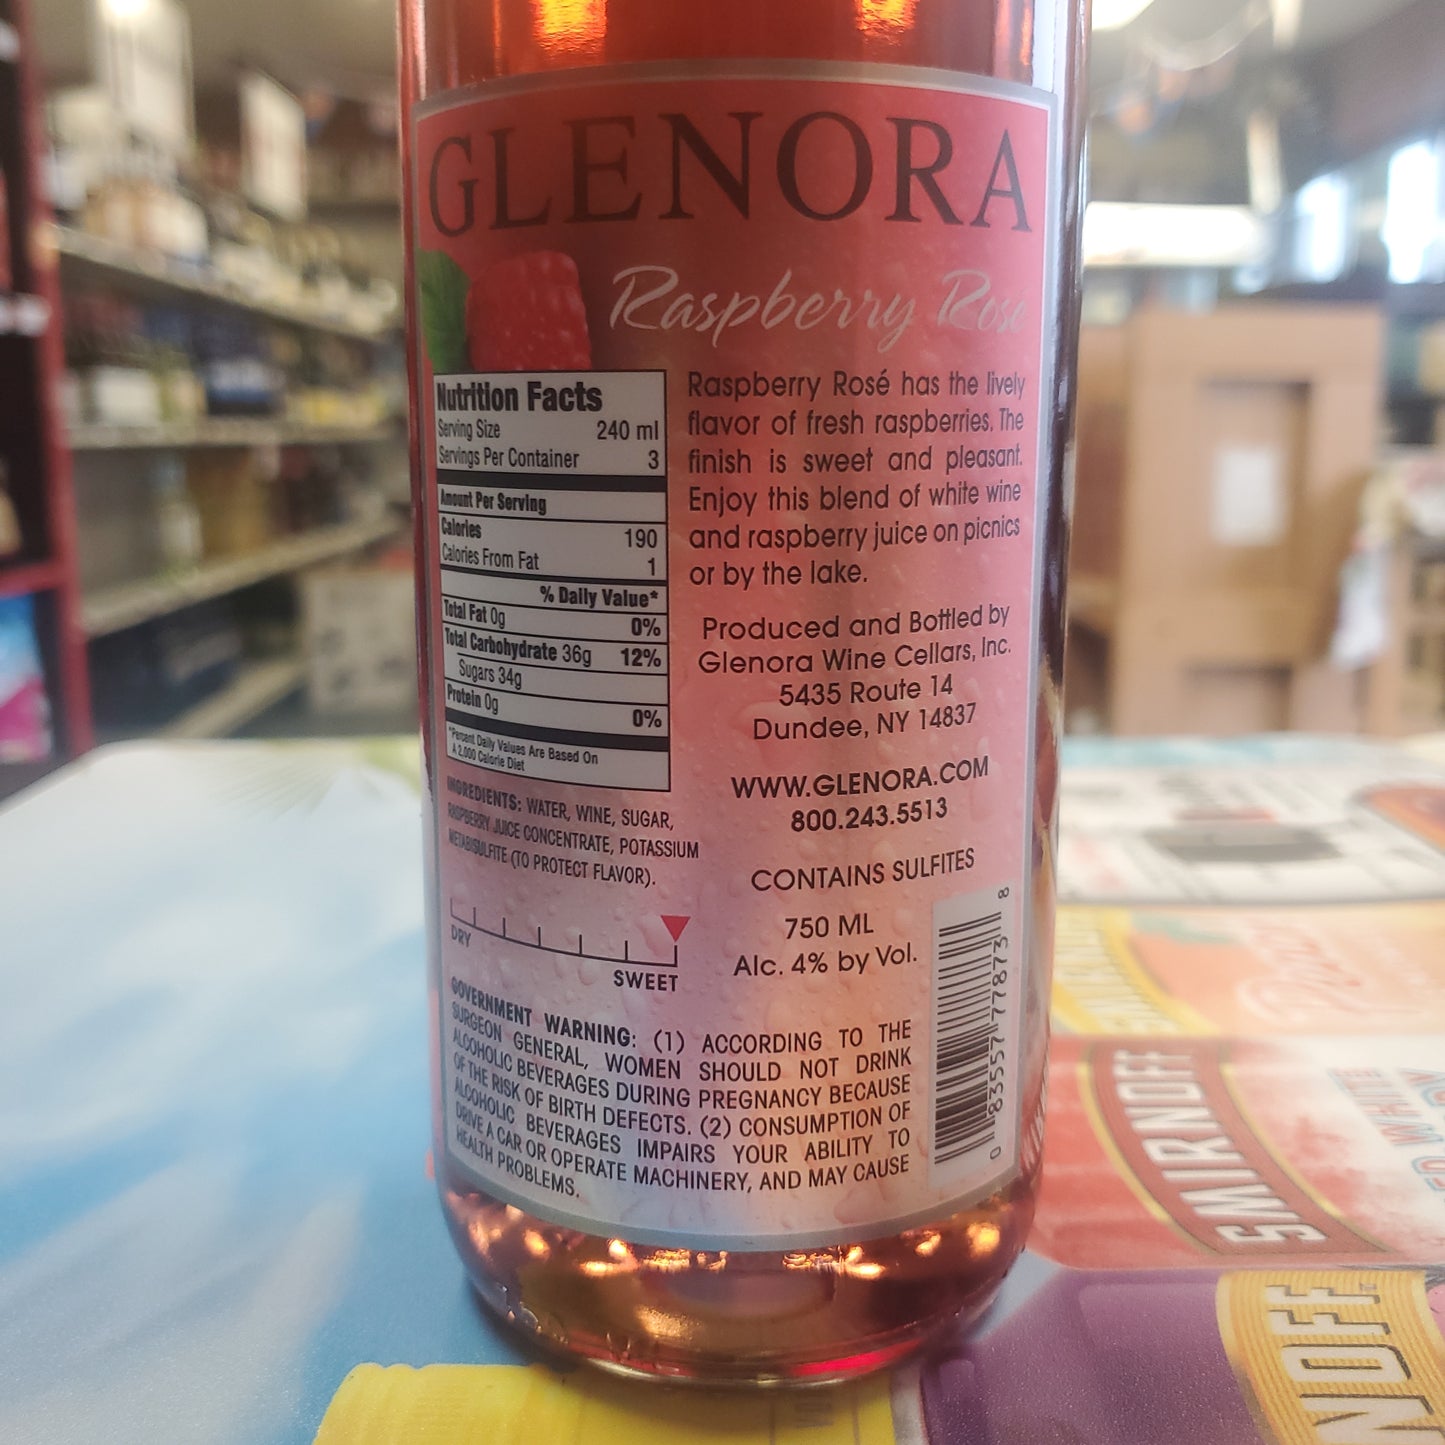 GLENORA
Raspberry Rosé
Nutrition Facts
Serving Size 240 ml
Servings Per Container 3
Amount Per Serving
Calories 190
Calories From Fat 1
% Daily Value*
Total Fat 0g 0%
Total Carbohydrate 36g 12%
Sugars 34g
Protein 0g 0%
*Percent Daily Values Are Based On
A 2,000 Calorie Diet
INGREDIENTS: WATER, WINE, SUGAR,
RASPBERRY JUICE CONCENTRATE, POTASSIUM
METABISULFITE (TO PROTECT FLAVOR).
DRY
SWEET
Raspberry Rosé has the lively
flavor of fresh raspberries. The
finish is sweet and pleasant.
Enjoy this blend of white wine
and raspberry juice on picnics
or by the lake.
Produced and Bottled by
Glenora Wine Cellars, Inc.
5435 Route 14
Dundee, NY 14837
WWW.GLENORA.COM
800.243.5513
CONTAINS SULFITES
750 ML
Alc. 4% by Vol.
GOVERNMENT WARNING: (1) ACCORDING TO THE
SURGEON GENERAL, WOMEN SHOULD NOT DRINK
ALCOHOLIC BEVERAGES DURING PREGNANCY BECAUSE
OF THE RISK OF BIRTH DEFECTS. (2) CONSUMPTION OF
ALCOHOLIC BEVERAGES IMPAIRS YOUR ABILITY TO
DRIVE A CAR OR OPERATE MACHINERY, AND MAY CAUSE
HEALTH PROBLEMS.
0 83557 77873 8
SMIRNOFF
WHITE
NOFF